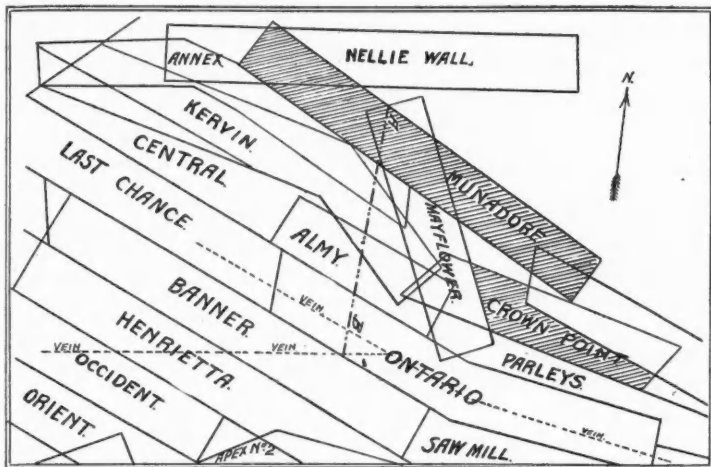 ANNEX
NELLIE WALL.
N.
KERVIN.
CENTRAL.
LAST CHANCE.
MUNADORF.
MAYFLOWER.
ALMY.
BANNER.
VEIN
CROWN POINT
HENRIETTA.
VEIN
VEIN
ONTARIO
PARLEYS.
OCCIDENT.
ORIENT.
APEX No 2
SAW MILL.
VEIN